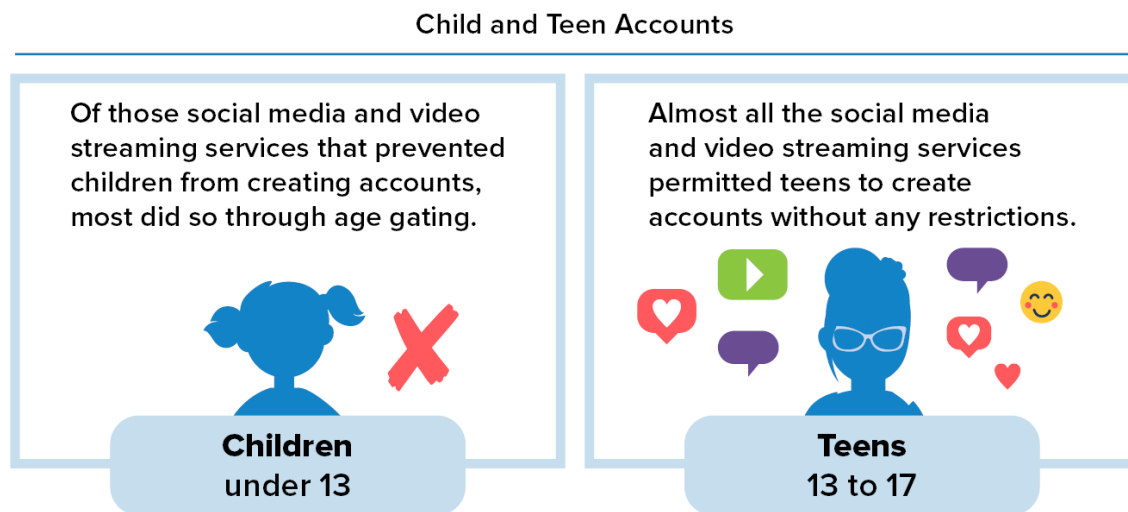 Child and Teen Accounts
Of those social media and video
streaming services that prevented
children from creating accounts,
most did so through age gating.
Children
under 13
Almost all the social media
and video streaming services
permitted teens to create
accounts without any restrictions.
Teens
13 to 17